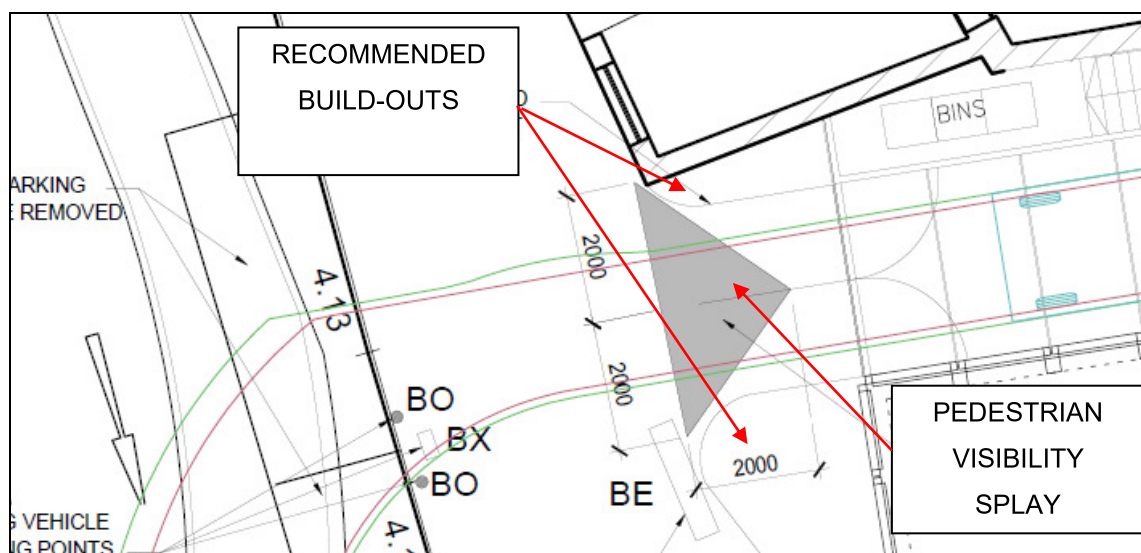 RECOMMENDED
BUILD-OUTS
BINS
ARKING
E REMOVED
2000
4.13
2000
BO
BX
BO
BE
2000
PEDESTRIAN
VISIBILITY
SPLAY
G VEHICLE
NG POINTS